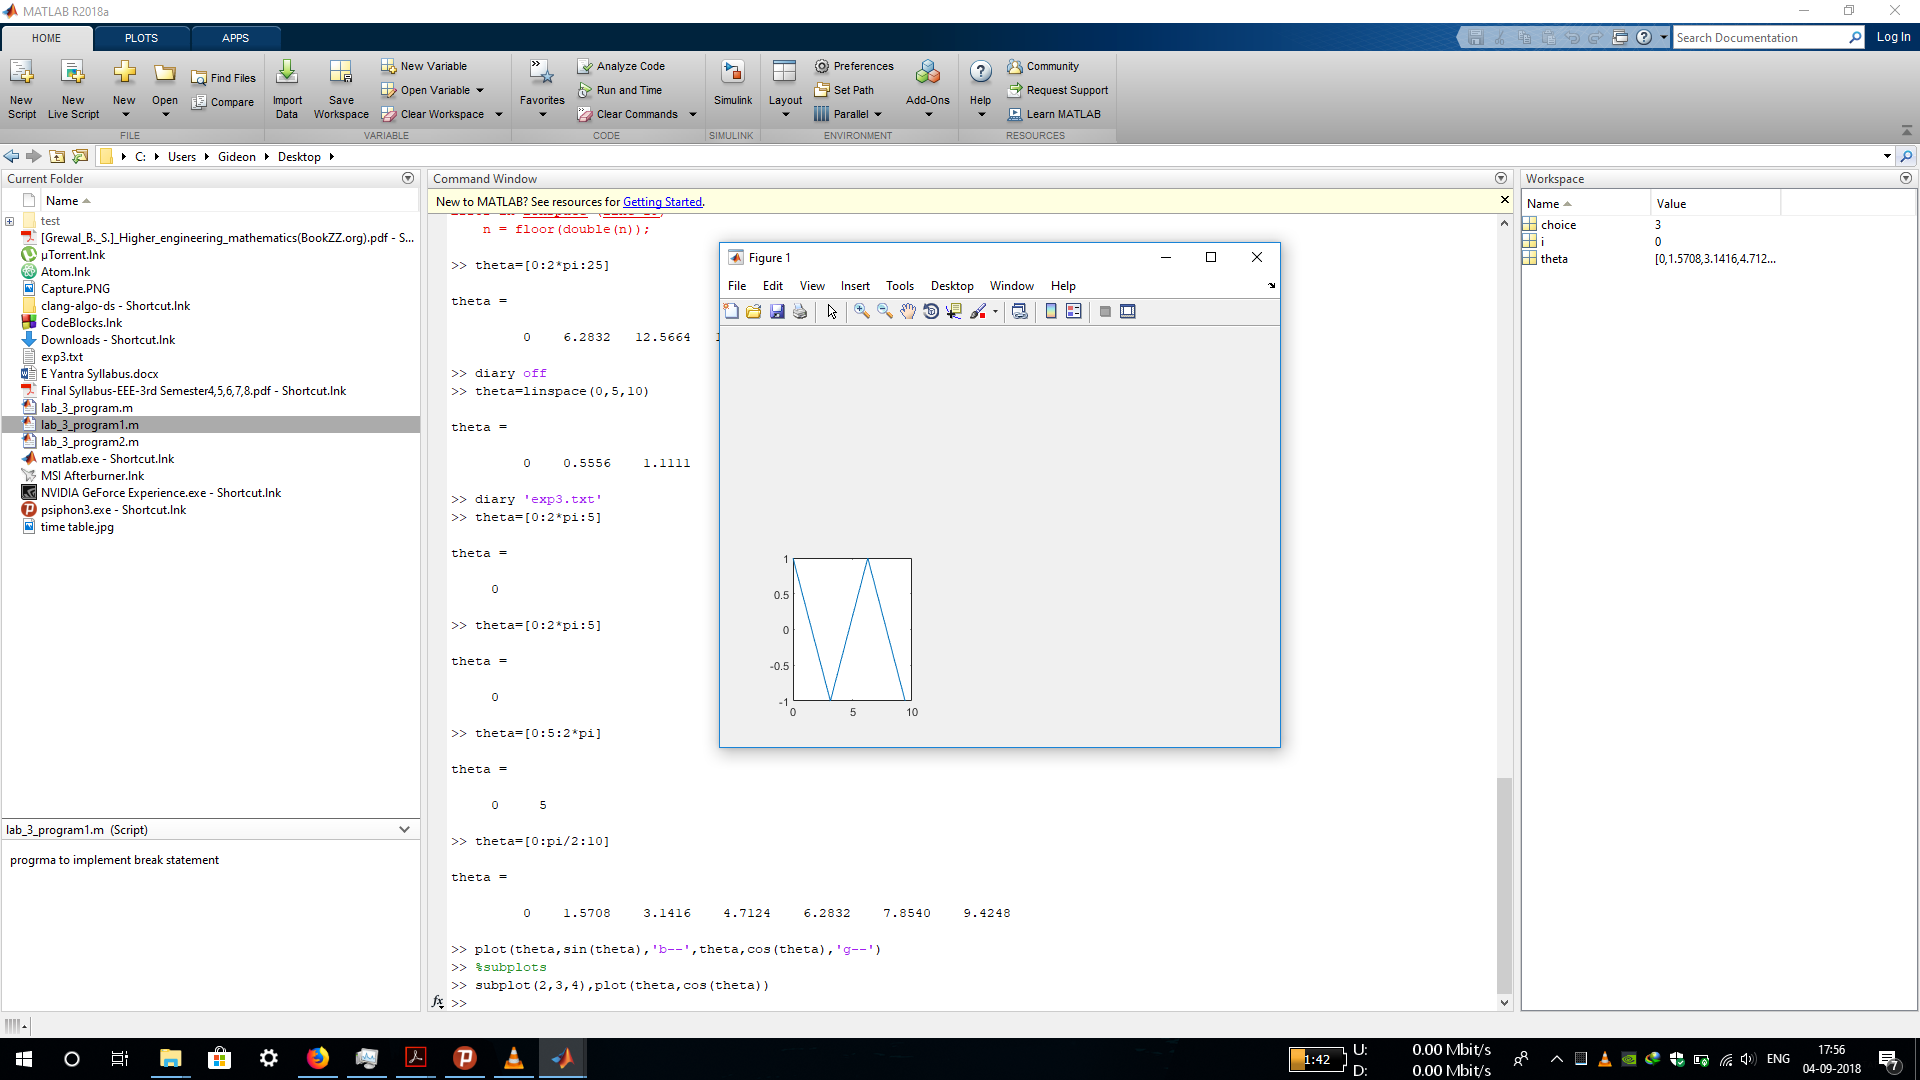 MATLAB R2018a
HOME PLOTS APPS
Search Documentation
Log In
New Script
New Live Script
New
Open
Find Files
Compare
FILE
Import Data
Save Workspace
New Variable
Open Variable
Clear Workspace
VARIABLE
Favorites
Analyze Code
Run and Time
Clear Commands
CODE
Simulink
SIMULINK
Layout
Preferences
Set Path
Parallel
Add-Ons
ENVIRONMENT
Help
Community
Request Support
Learn MATLAB
RESOURCES
C: Users Gideon Desktop
Current Folder
Name
test
[Grewal_B._S.]_Higher_engineering_mathematics(BookZZ.org).pdf - S...
µTorrent.lnk
Atom.lnk
Capture.PNG
clang-algo-ds - Shortcut.lnk
CodeBlocks.lnk
Downloads - Shortcut.lnk
exp3.txt
E Yantra Syllabus.docx
Final Syllabus-EEE-3rd Semester4,5,6,7,8.pdf - Shortcut.lnk
lab_3_program.m
lab_3_program1.m
lab_3_program2.m
matlab.exe - Shortcut.lnk
MSI Afterburner.lnk
NVIDIA GeForce Experience.exe - Shortcut.lnk
psiphon3.exe - Shortcut.lnk
time table.jpg
lab_3_program1.m (Script)
progrma to implement break statement
Command Window
New to MATLAB? See resources for Getting Started.
n = floor(double(n));
>> theta=[0:2*pi:25]
theta =
0 6.2832 12.5664
>> diary off
>> theta=linspace(0,5,10)
theta =
0 0.5556 1.1111
>> diary 'exp3.txt'
>> theta=[0:2*pi:5]
theta =
0
>> theta=[0:2*pi:5]
theta =
0
>> theta=[0:5:2*pi]
theta =
0 5
>> theta=[0:pi/2:10]
theta =
0 1.5708 3.1416 4.7124 6.2832 7.8540 9.4248
>> plot(theta,sin(theta),'b--',theta,cos(theta),'g--')
>> %subplots
>> subplot(2,3,4),plot(theta,cos(theta))
fx >>
Figure 1
File Edit View Insert Tools Desktop Window Help
1
0.5
0
-0.5
-1
0 5 10
Workspace
Name Value
choice 3
i 0
theta [0,1.5708,3.1416,4.712...
1:42
U: 0.00 Mbit/s
D: 0.00 Mbit/s
ENG
17:56
04-09-2018
7